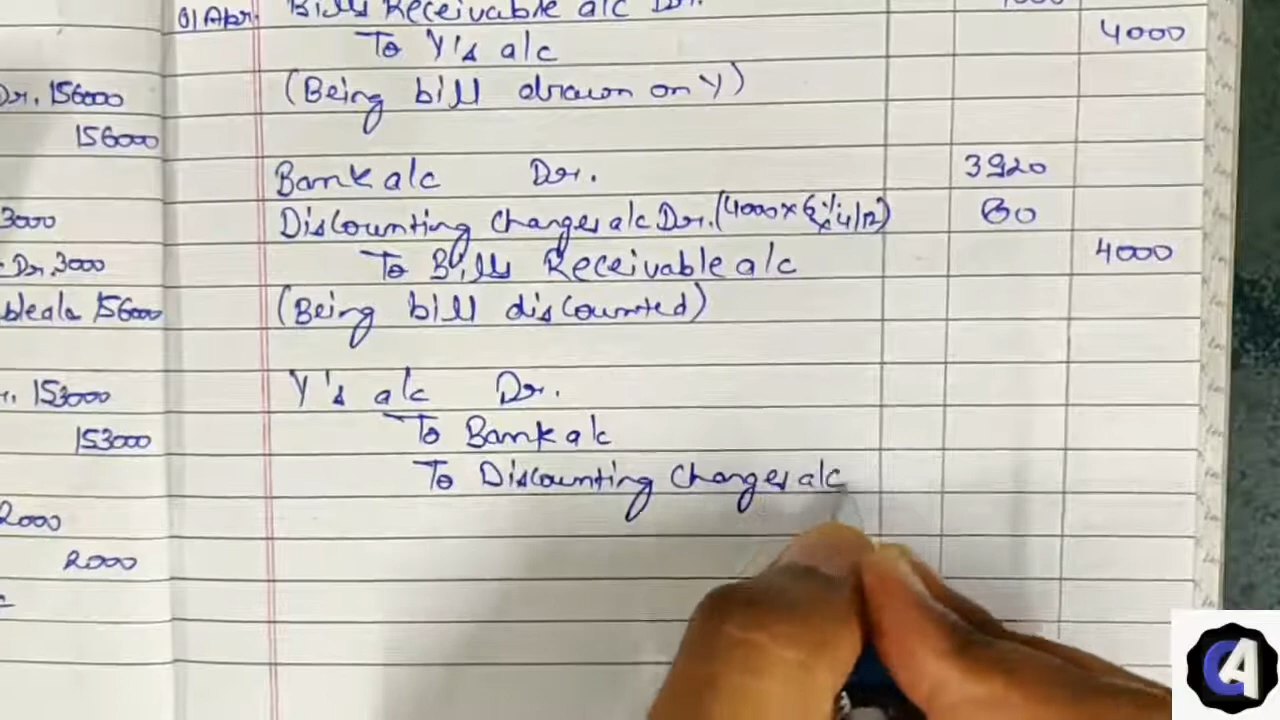 01 Apr. Bills Receivable a/c Dr.
To Y's a/c 4000
(Being bill drawn on Y)
Dr. 156000
156000
Bank a/c Dr. 3920
3000
Discounting Charges a/c Dr. (4000×6%×4/12) 80
To Bills Receivable a/c 4000
Dr. 3000
(Being bill discounted)
ble a/c 156000
Y's a/c Dr.
153000
To Bank a/c
153000
To Discounting Charges a/c
2000
2000
CA